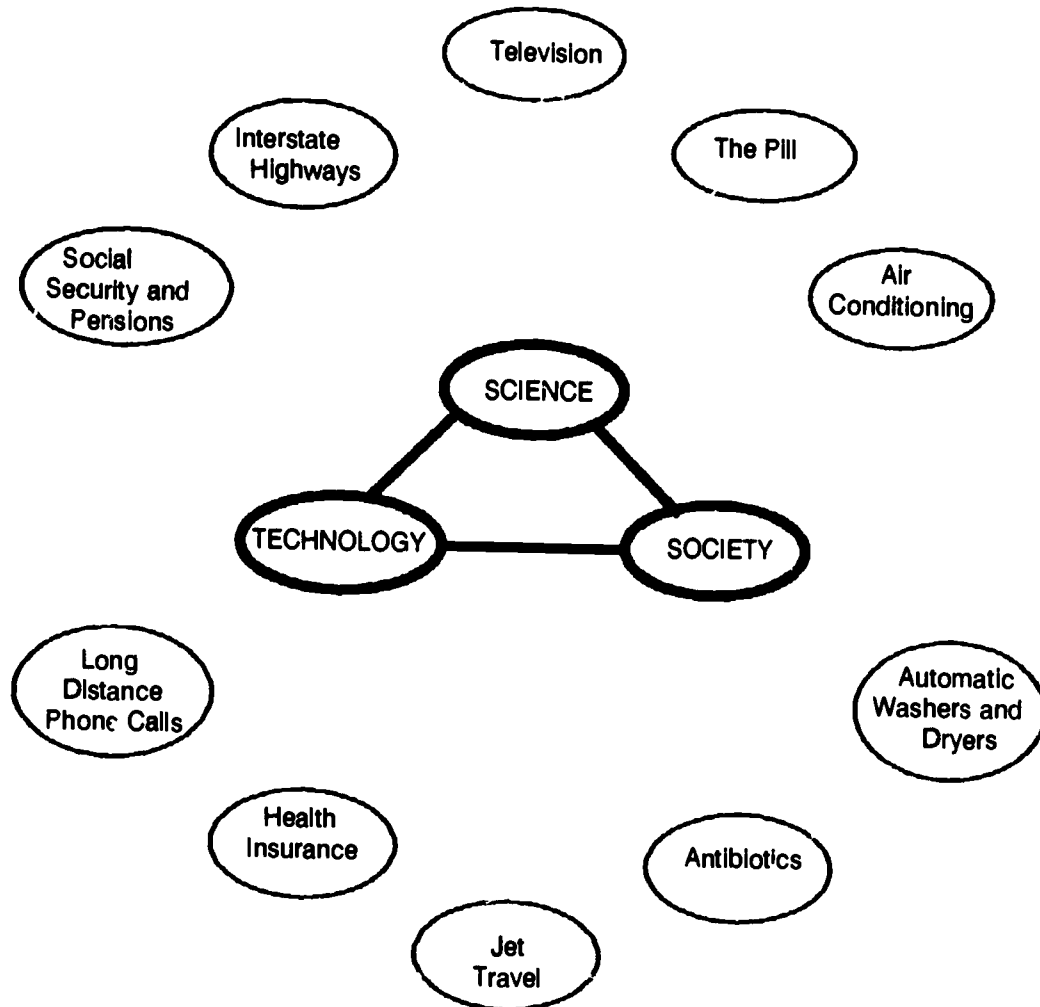 Television
Interstate
Highways
The Pill
Social
Security and
Pensions
Air
Conditioning
SCIENCE
TECHNOLOGY
SOCIETY
Long
Distance
Phone Calls
Automatic
Washers and
Dryers
Health
Insurance
Antibiotics
Jet
Travel